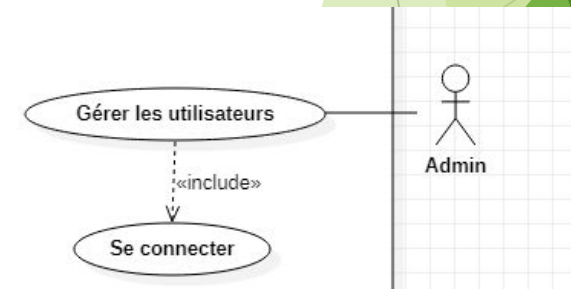 Gérer les utilisateurs
Admin
«include»
Se connecter